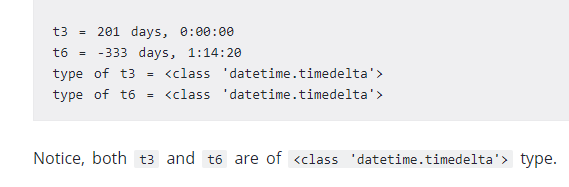 t3 = 201 days, 0:00:00
t6 = -333 days, 1:14:20
type of t3 = <class 'datetime.timedelta'>
type of t6 = <class 'datetime.timedelta'>
Notice, both t3 and t6 are of <class 'datetime.timedelta'> type.